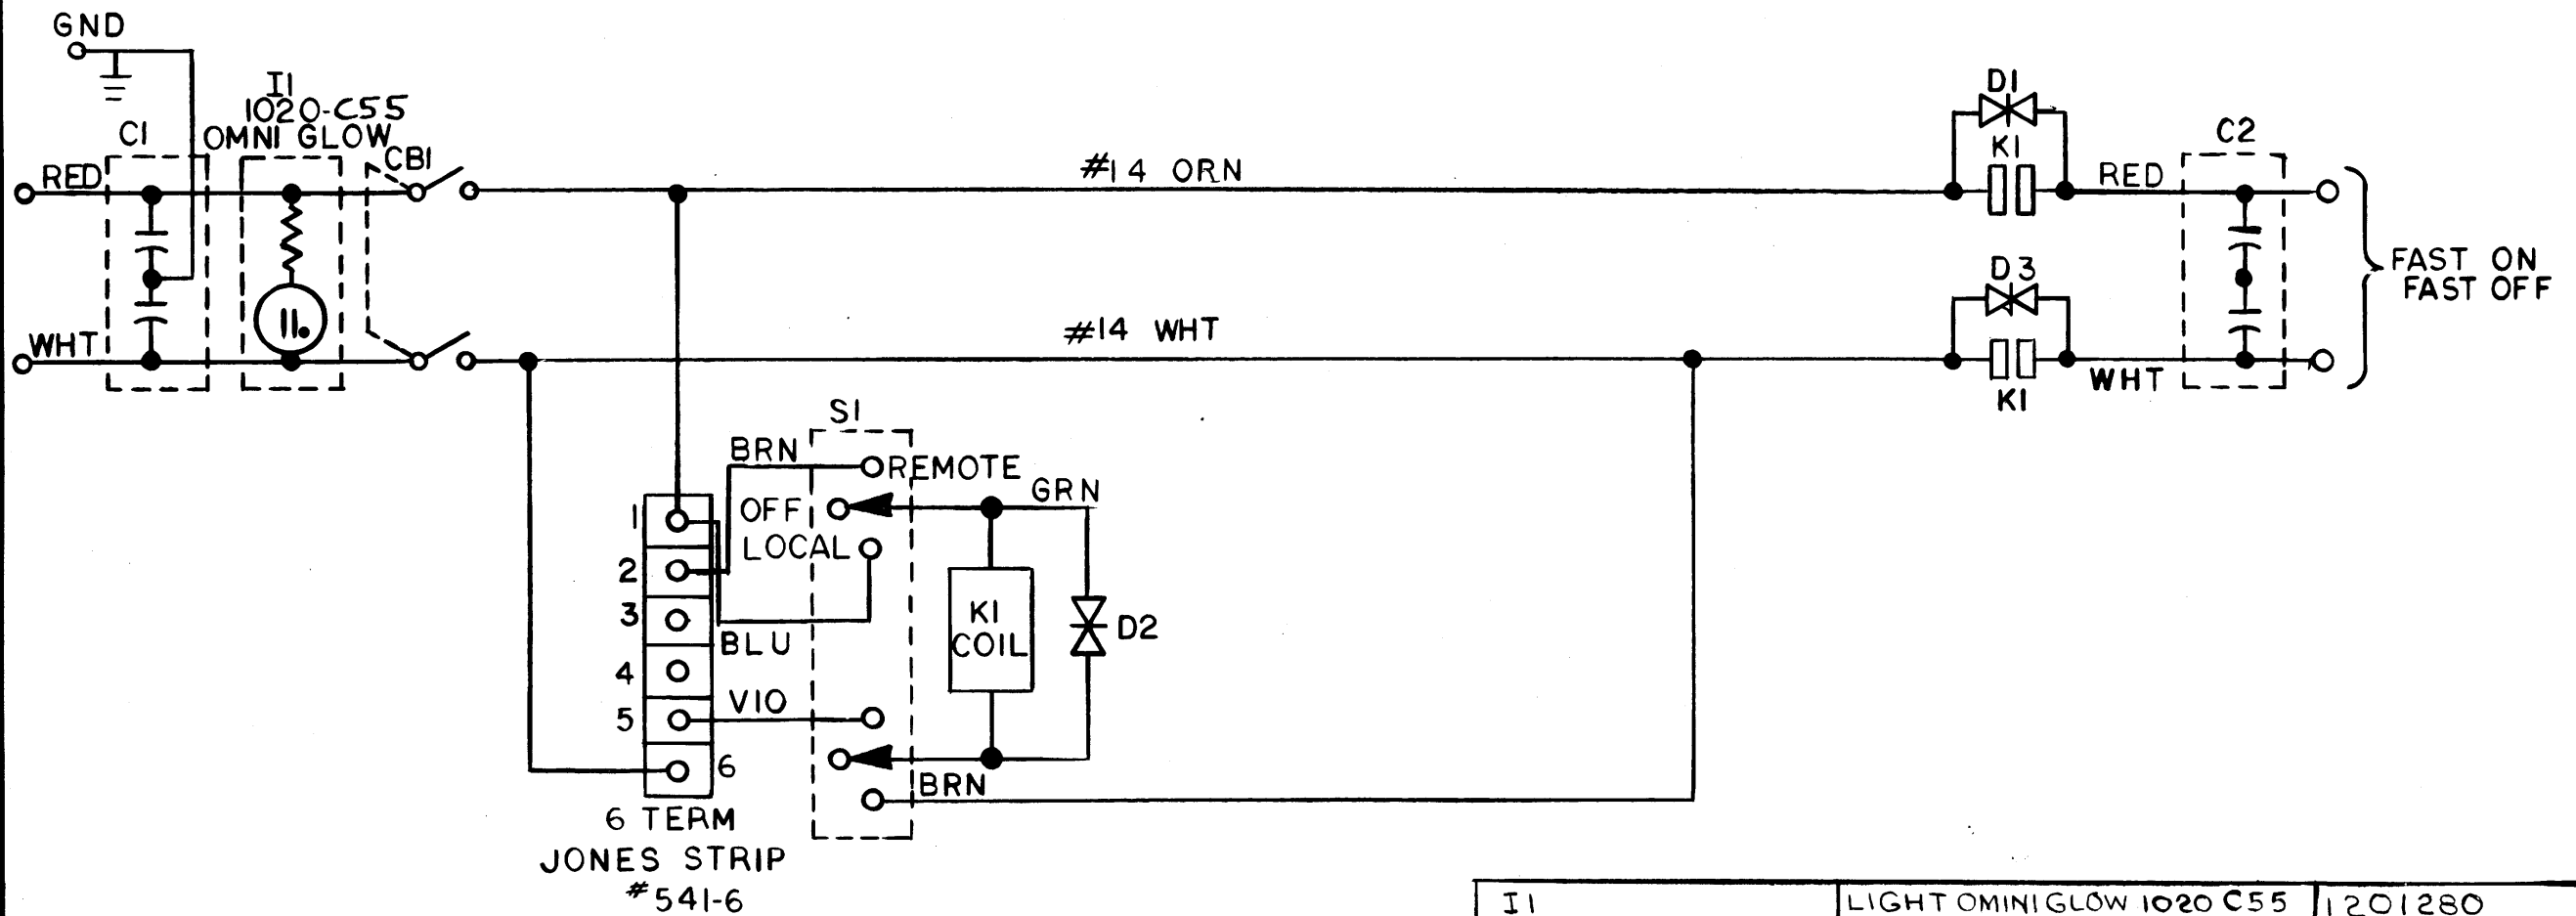 GND
I1
1020-C55
OMNI GLOW
C1
CB1
RED
WHT
#14 ORN
#14 WHT
D1
K1
RED
C2
D3
K1
WHT
FAST ON
FAST OFF
S1
BRN
REMOTE
OFF
LOCAL
GRN
1
2
3
4
5
6
BLU
VIO
K1
COIL
D2
BRN
6 TERM
JONES STRIP
#541-6
I1 LIGHT OMINIGLOW 1020 C55 1201280